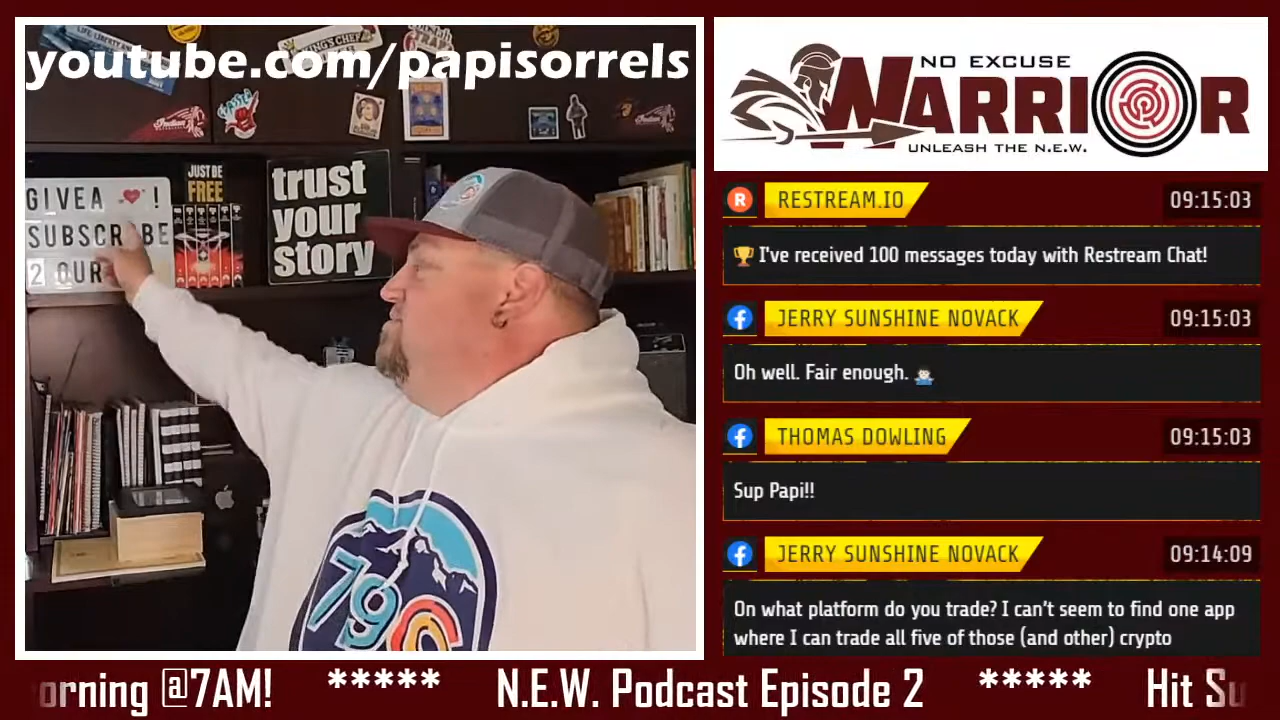 youtube.com/papisorrels
GIVEA !
SUBSCRIBE
2 OUR
JUST BE
FREE
trust
your
story
79
NO EXCUSE
WARRIOR
UNLEASH THE N.E.W.
RESTREAM.IO
09:15:03
🏆 I've received 100 messages today with Restream Chat!
JERRY SUNSHINE NOVACK
09:15:03
Oh well. Fair enough. 🤷🏻‍♂️
THOMAS DOWLING
09:15:03
Sup Papi!!
JERRY SUNSHINE NOVACK
09:14:09
On what platform do you trade? I can't seem to find one app
where I can trade all five of those (and other) crypto
orning @7AM! ***** N.E.W. Podcast Episode 2 ***** Hit Su